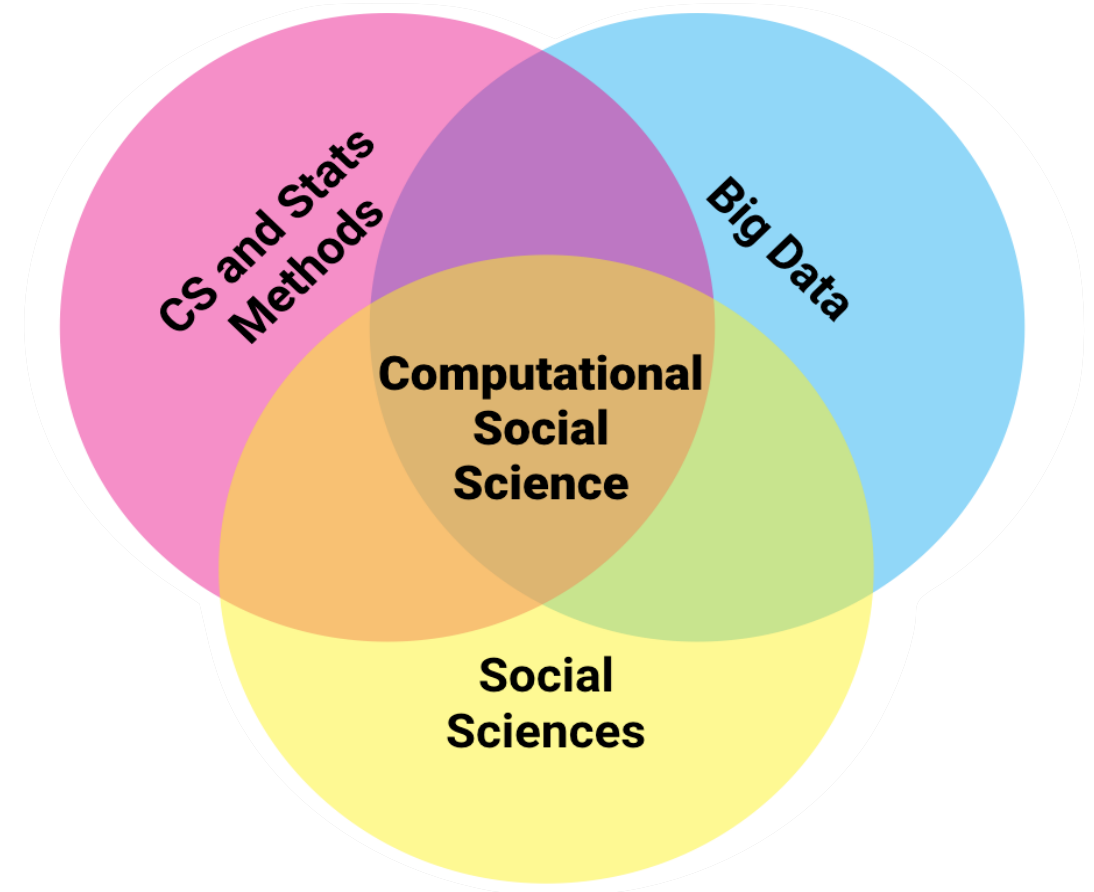 CS and Stats
Methods
Big Data
Computational
Social
Science
Social
Sciences